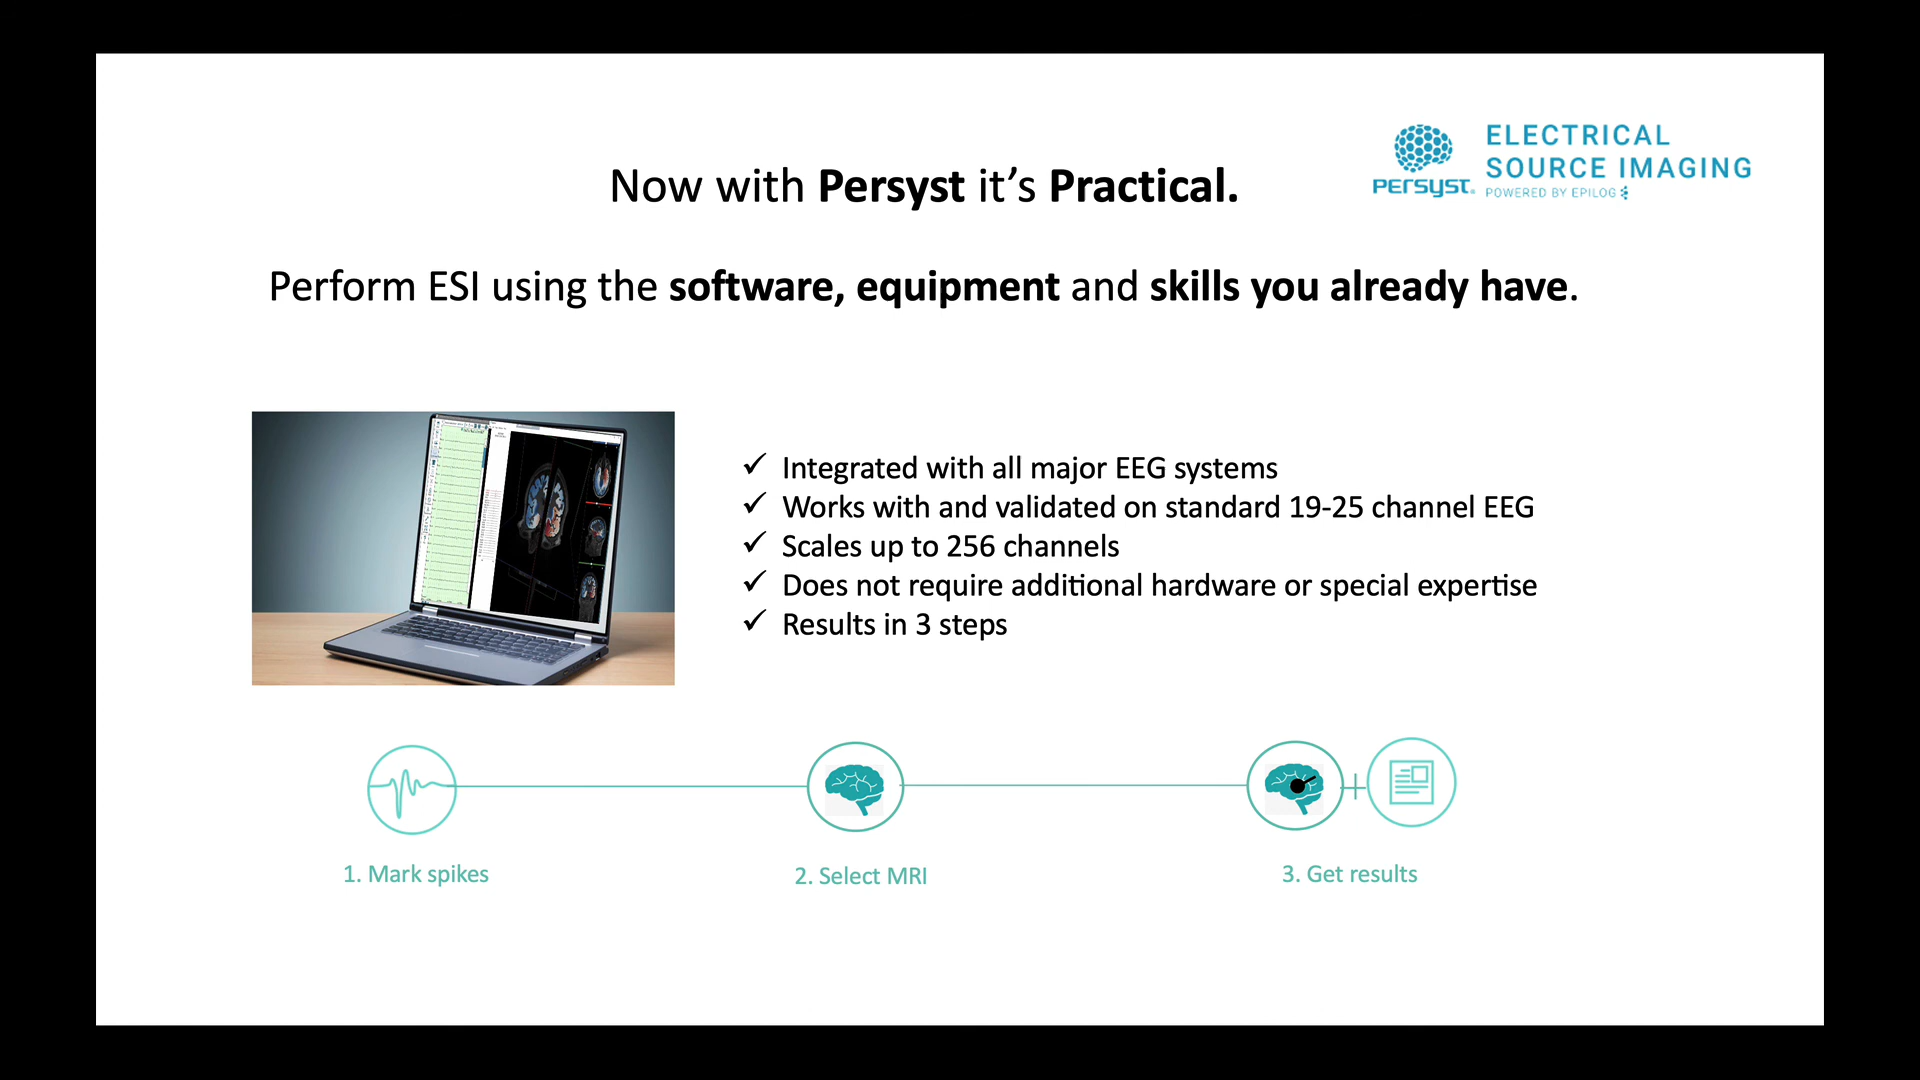 Now with Persyst it’s Practical.
PERSYST®
ELECTRICAL
SOURCE IMAGING
POWERED BY EPILOG
Perform ESI using the software, equipment and skills you already have.
✓ Integrated with all major EEG systems
✓ Works with and validated on standard 19-25 channel EEG
✓ Scales up to 256 channels
✓ Does not require additional hardware or special expertise
✓ Results in 3 steps
1. Mark spikes
2. Select MRI
3. Get results